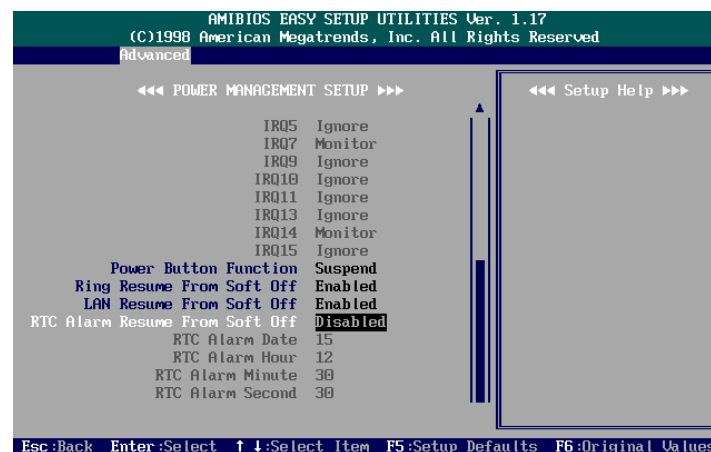 AMIBIOS EASY SETUP UTILITIES Ver. 1.17
(C)1998 American Megatrends, Inc. All Rights Reserved
Advanced
◄◄◄ POWER MANAGEMENT SETUP ►►►
◄◄◄ Setup Help ►►►
IRQ5 Ignore
IRQ7 Monitor
IRQ9 Ignore
IRQ10 Ignore
IRQ11 Ignore
IRQ13 Ignore
IRQ14 Monitor
IRQ15 Ignore
Power Button Function Suspend
Ring Resume From Soft Off Enabled
LAN Resume From Soft Off Enabled
RTC Alarm Resume From Soft Off Disabled
RTC Alarm Date 15
RTC Alarm Hour 12
RTC Alarm Minute 30
RTC Alarm Second 30
Esc:Back Enter:Select ↑↓:Select Item F5:Setup Defaults F6:Original Values